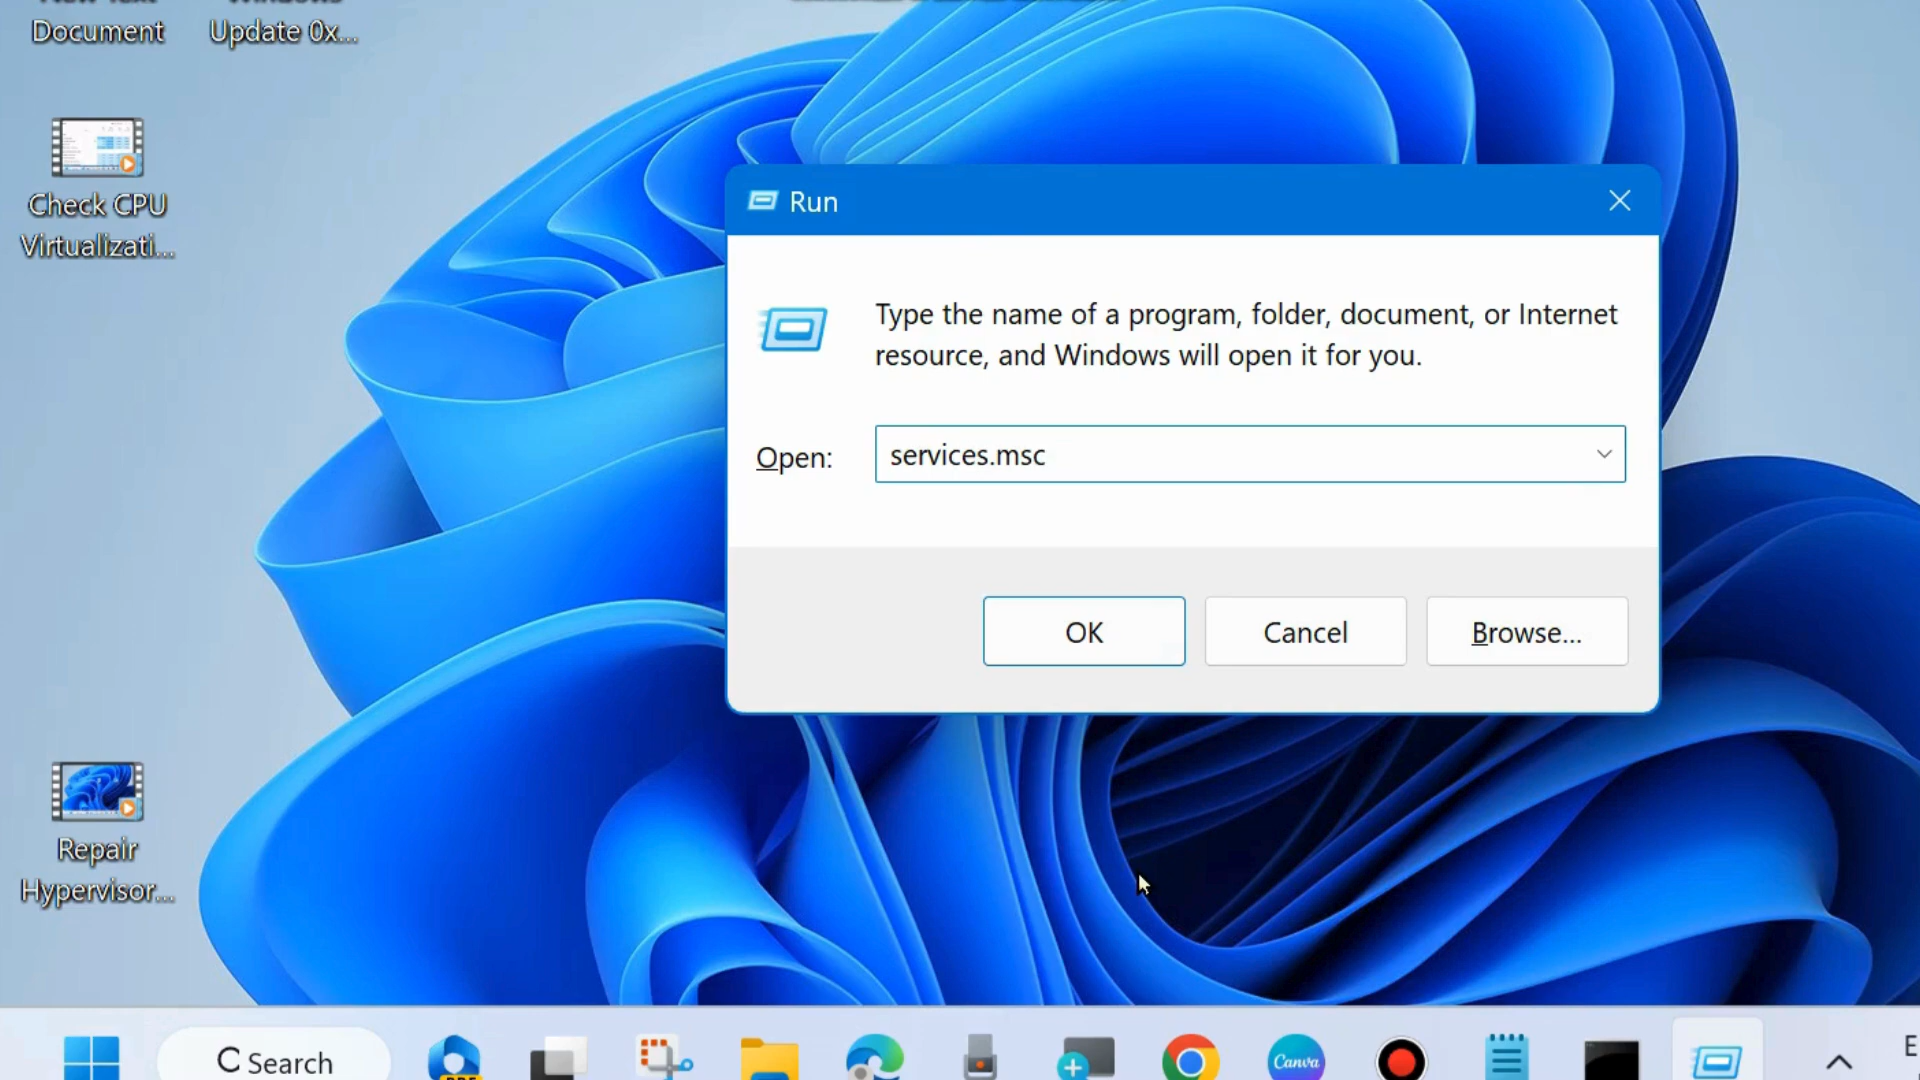 Document
Update 0x...
Check CPU
Virtualizati...
Repair
Hypervisor...
Run
Type the name of a program, folder, document, or Internet
resource, and Windows will open it for you.
Open:
services.msc
OK
Cancel
Browse...
Search
Canva